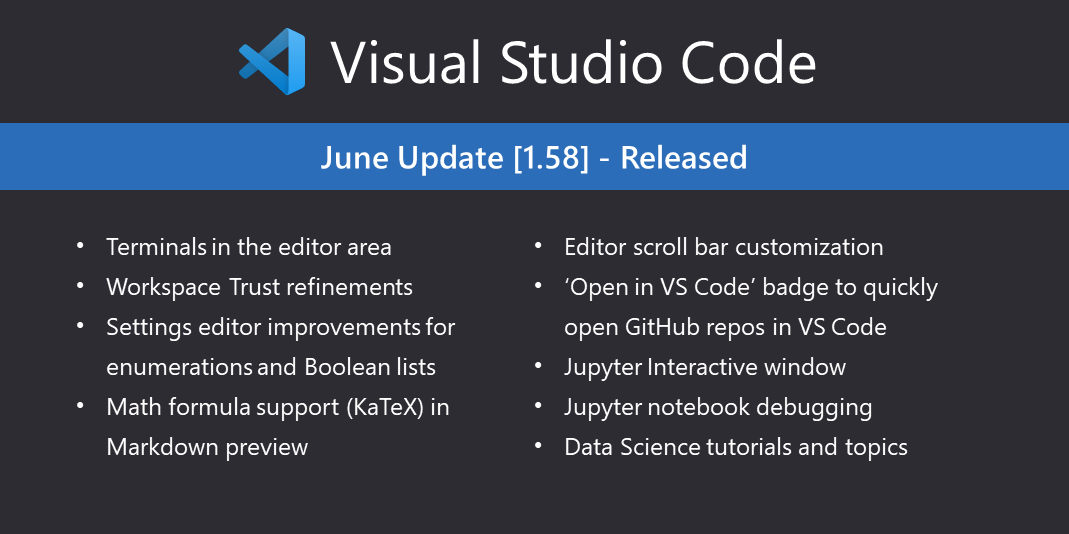 Visual Studio Code
June Update [1.58] - Released
• Terminals in the editor area
• Workspace Trust refinements
• Settings editor improvements for
enumerations and Boolean lists
• Math formula support (KaTeX) in
Markdown preview
• Editor scroll bar customization
• ‘Open in VS Code’ badge to quickly
open GitHub repos in VS Code
• Jupyter Interactive window
• Jupyter notebook debugging
• Data Science tutorials and topics